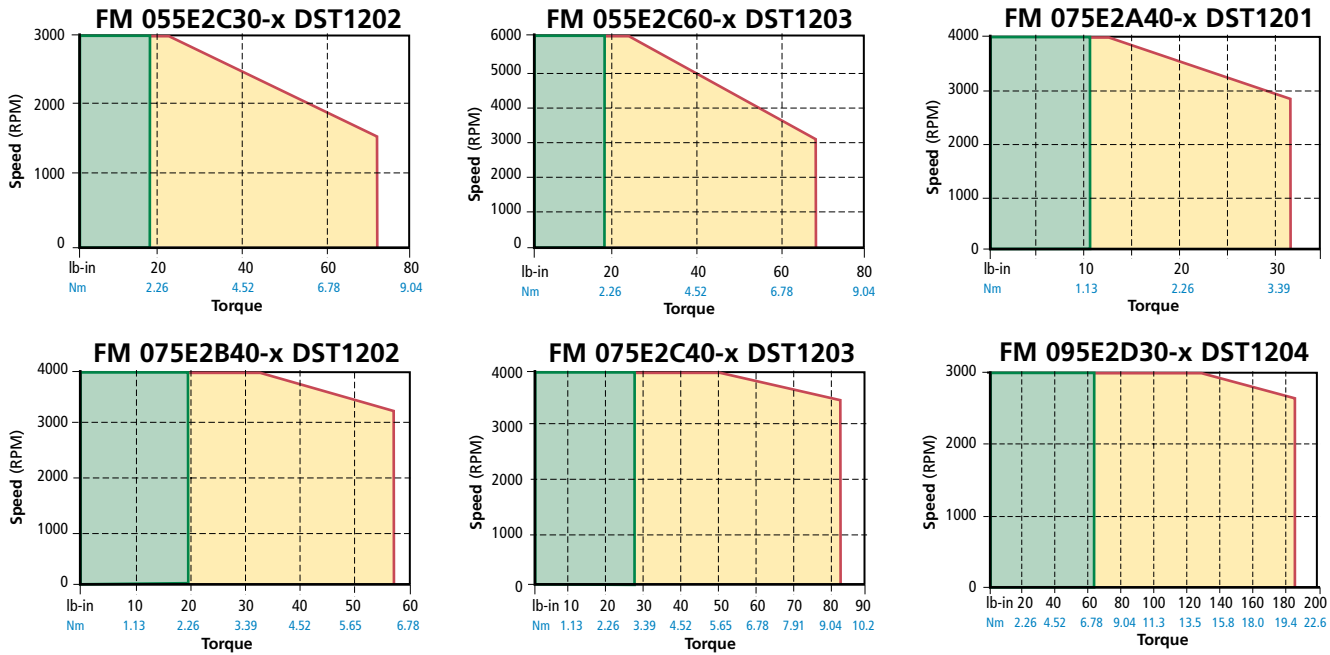 FM 055E2C30-x DST1202
3000
2000
1000
0
Speed (RPM)
lb-in 20 40 60 80
Nm 2.26 4.52 6.78 9.04
Torque
FM 055E2C60-x DST1203
6000
5000
4000
3000
2000
1000
0
Speed (RPM)
lb-in 20 40 60 80
Nm 2.26 4.52 6.78 9.04
Torque
FM 075E2A40-x DST1201
4000
3000
2000
1000
0
Speed (RPM)
lb-in 10 20 30
Nm 1.13 2.26 3.39
Torque
FM 075E2B40-x DST1202
4000
3000
2000
1000
0
Speed (RPM)
lb-in 10 20 30 40 50 60
Nm 1.13 2.26 3.39 4.52 5.65 6.78
Torque
FM 075E2C40-x DST1203
4000
3000
2000
1000
0
Speed (RPM)
lb-in 10 20 30 40 50 60 70 80 90
Nm 1.13 2.26 3.39 4.52 5.65 6.78 7.91 9.04 10.2
Torque
FM 095E2D30-x DST1204
3000
2000
1000
0
Speed (RPM)
lb-in 20 40 60 80 100 120 140 160 180 200
Nm 2.26 4.52 6.78 9.04 11.3 13.5 15.8 18.0 19.4 22.6
Torque